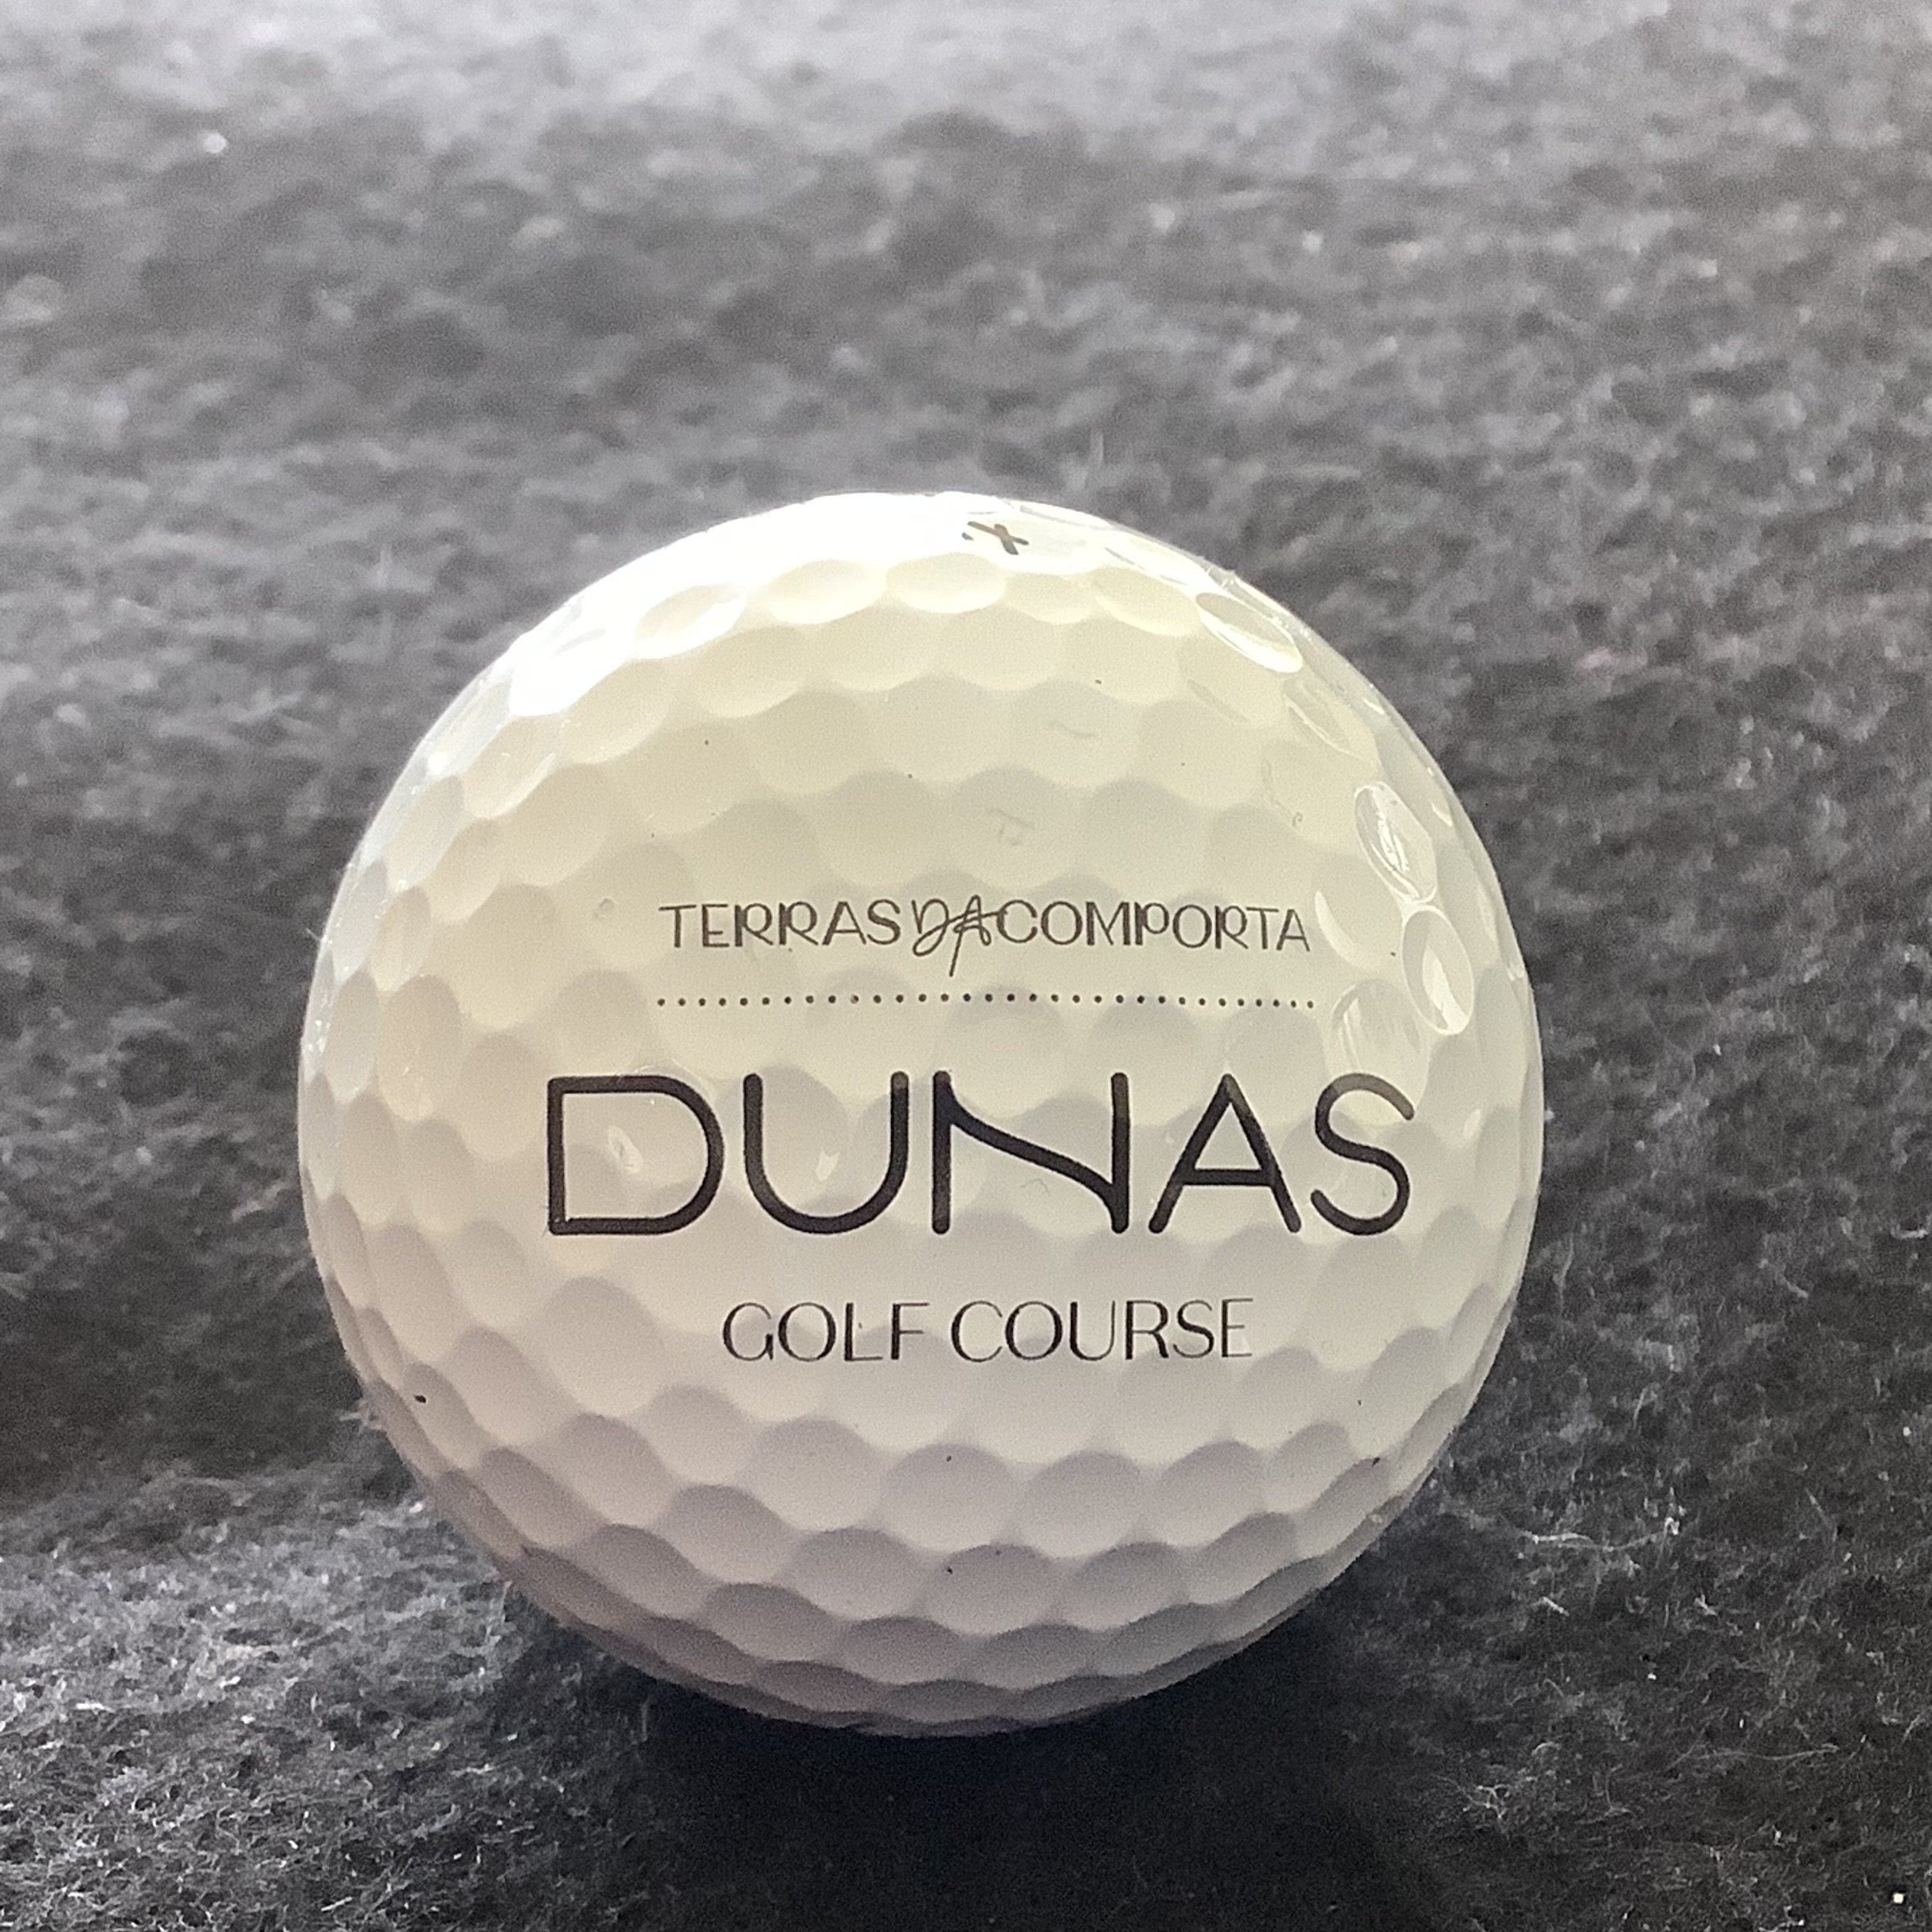 TERRAS DA COMPORTA
DUNAS
GOLF COURSE